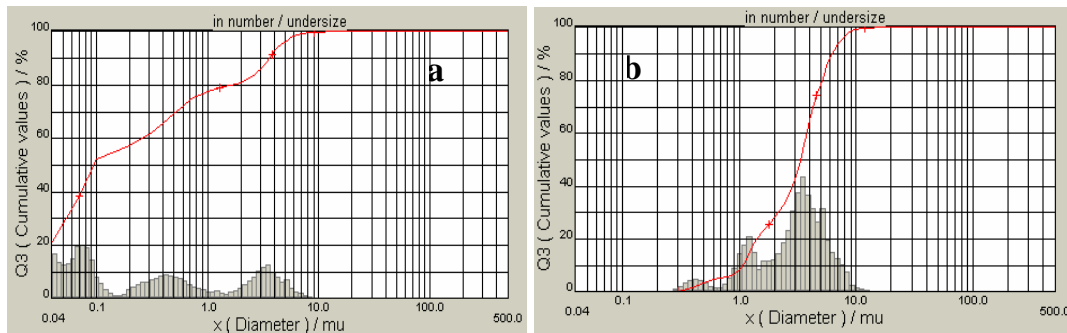 in number / undersize
Q3 ( Cumulative values ) / %
100
80
60
40
20
0
a
0.04 0.1 1.0 10.0 100.0 500.0
x ( Diameter ) / mu
in number / undersize
Q3 ( Cumulative values ) / %
100
80
60
40
20
0
b
0.04 0.1 1.0 10.0 100.0 500.0
x ( Diameter ) / mu